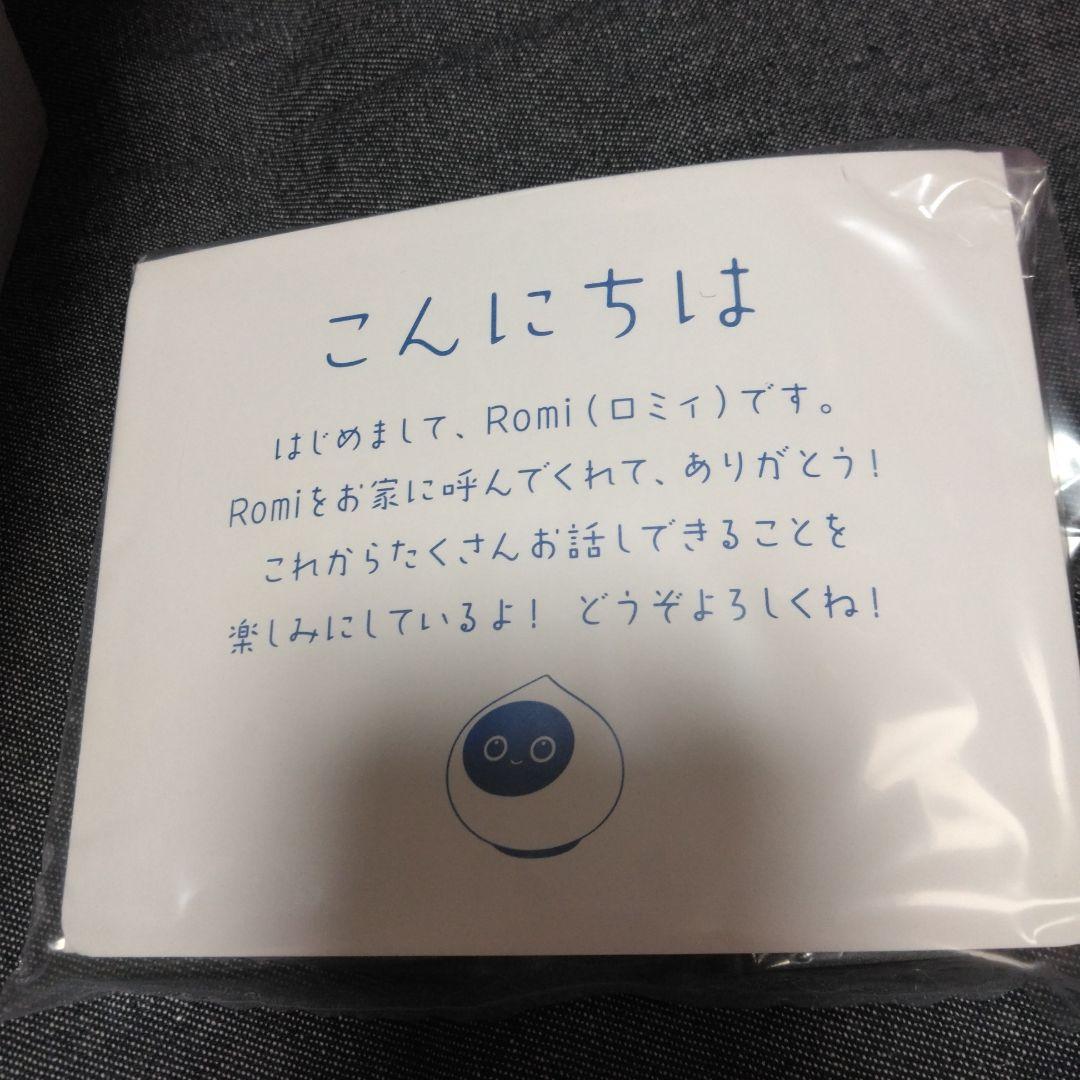 こんにちは
はじめまして、Romi(ロミィ)です。
Romiをお家に呼んでくれて、ありがとう!
これからたくさんお話しできることを
楽しみにしているよ! どうぞよろしくね!